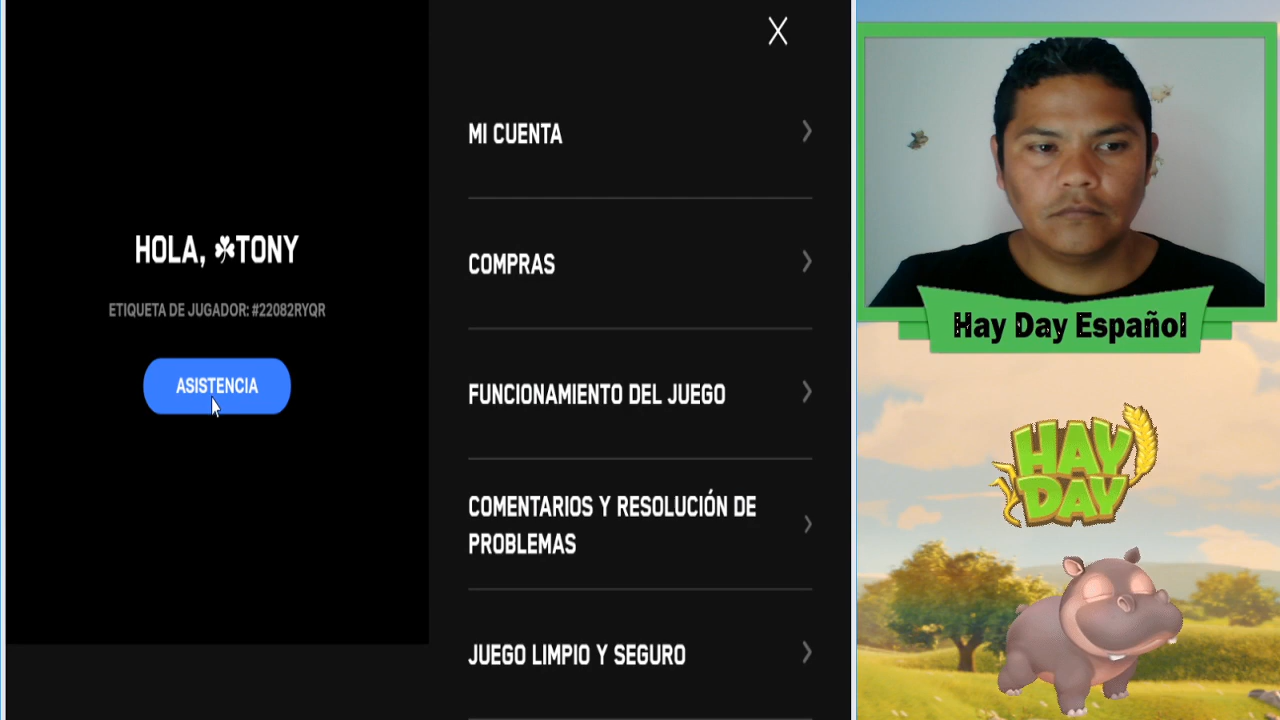 HOLA, ☘TONY
ETIQUETA DE JUGADOR: #22082RYQR
ASISTENCIA
X
MI CUENTA
COMPRAS
FUNCIONAMIENTO DEL JUEGO
COMENTARIOS Y RESOLUCIÓN DE
PROBLEMAS
JUEGO LIMPIO Y SEGURO
Hay Day Español
HAY
DAY